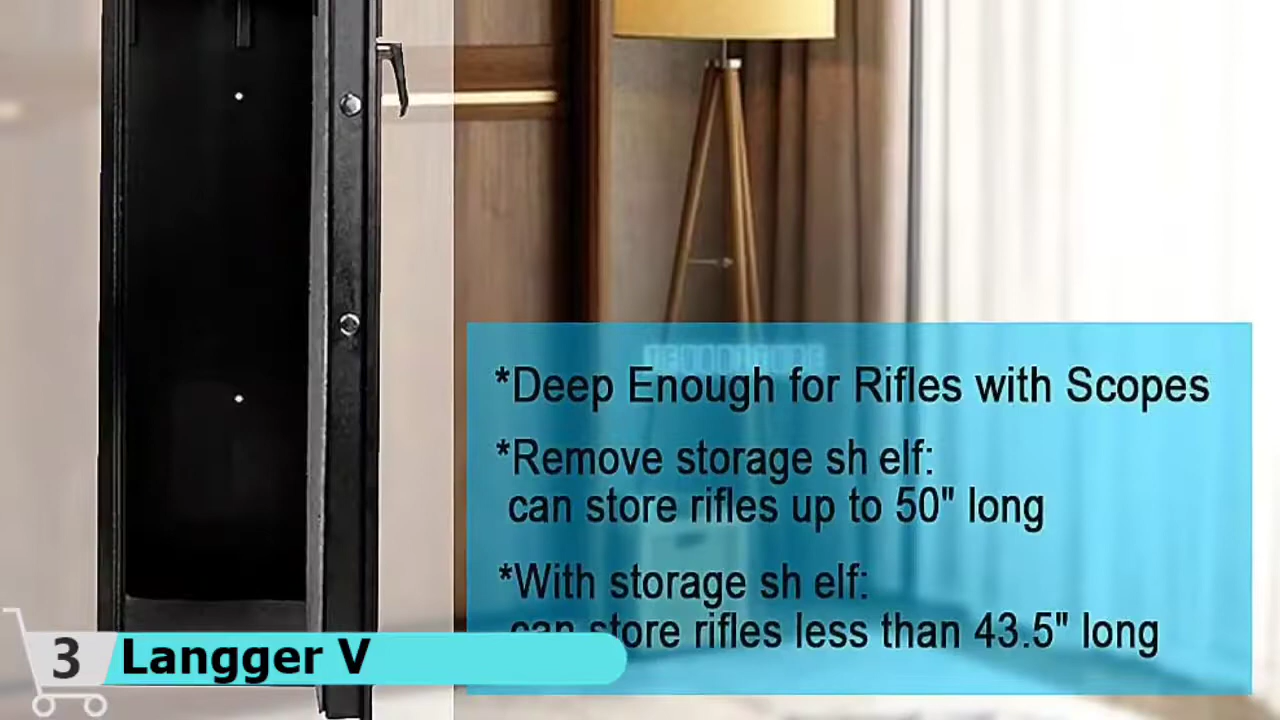 *Deep Enough for Rifles with Scopes
*Remove storage sh elf:
can store rifles up to 50" long
*With storage sh elf:
can store rifles less than 43.5" long
3 Langger V